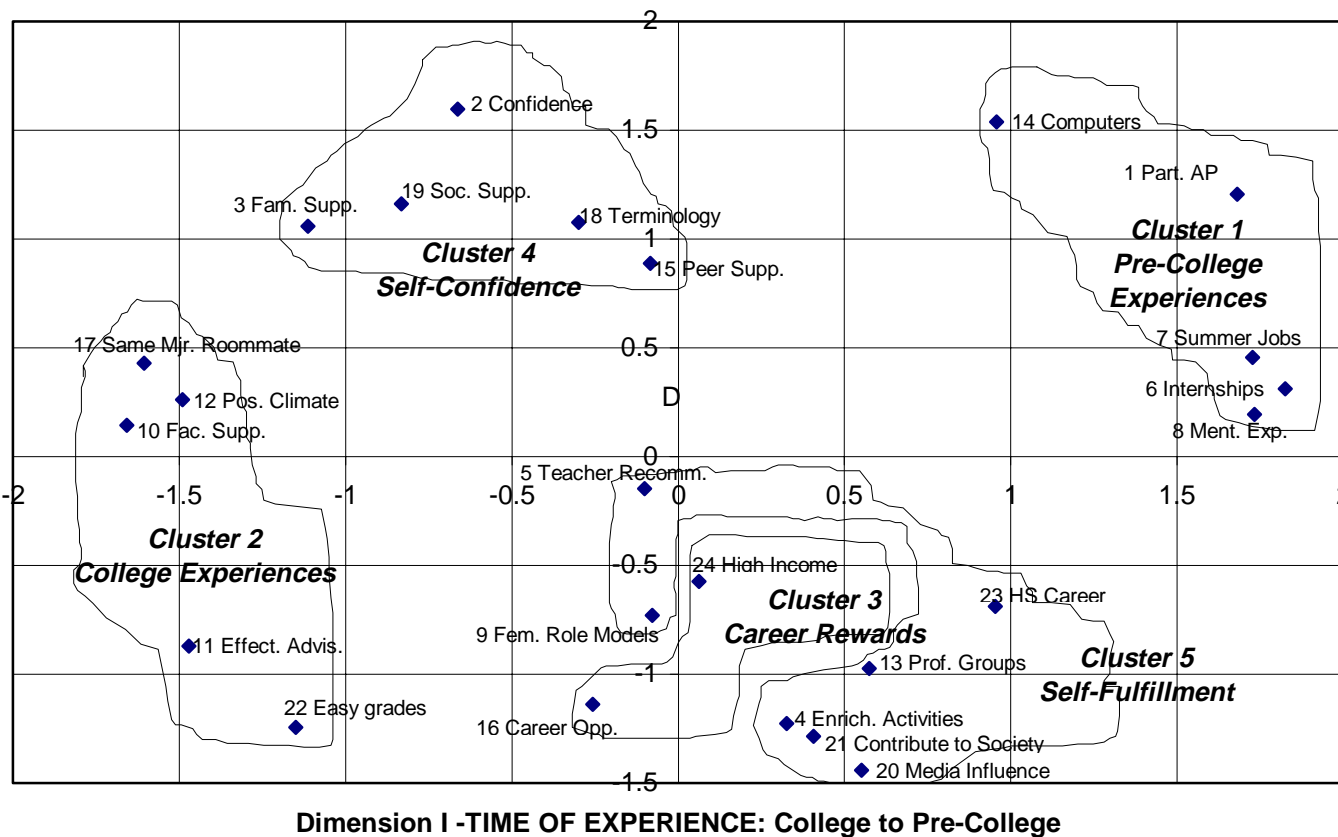 2
2 Confidence
14 Computers
1.5
1 Part. AP
19 Soc. Supp.
3 Fam. Supp.
18 Terminology
Cluster 4
Self-Confidence
1
15 Peer Supp.
Cluster 1
Pre-College
Experiences
17 Same Mjr. Roommate
0.5
7 Summer Jobs
12 Pos. Climate
D
6 Internships
10 Fac. Supp.
8 Ment. Exp.
0
5 Teacher Recomm.
-2 -1.5 -1 -0.5 0 0.5 1 1.5
Cluster 2
College Experiences
-0.5
24 High Income
23 HS Career
Cluster 3
Career Rewards
9 Fem. Role Models
11 Effect. Advis.
13 Prof. Groups
Cluster 5
Self-Fulfillment
-1
22 Easy grades
16 Career Opp.
4 Enrich. Activities
21 Contribute to Society
20 Media Influence
-1.5
Dimension I -TIME OF EXPERIENCE: College to Pre-College